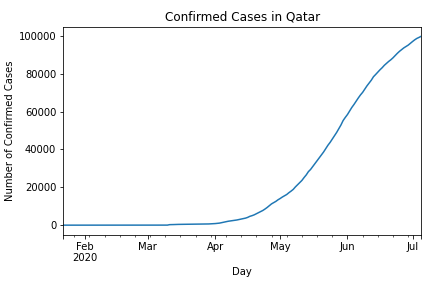 Confirmed Cases in Qatar
Number of Confirmed Cases
100000
80000
60000
40000
20000
0
Feb
2020
Mar
Apr
May
Jun
Jul
Day